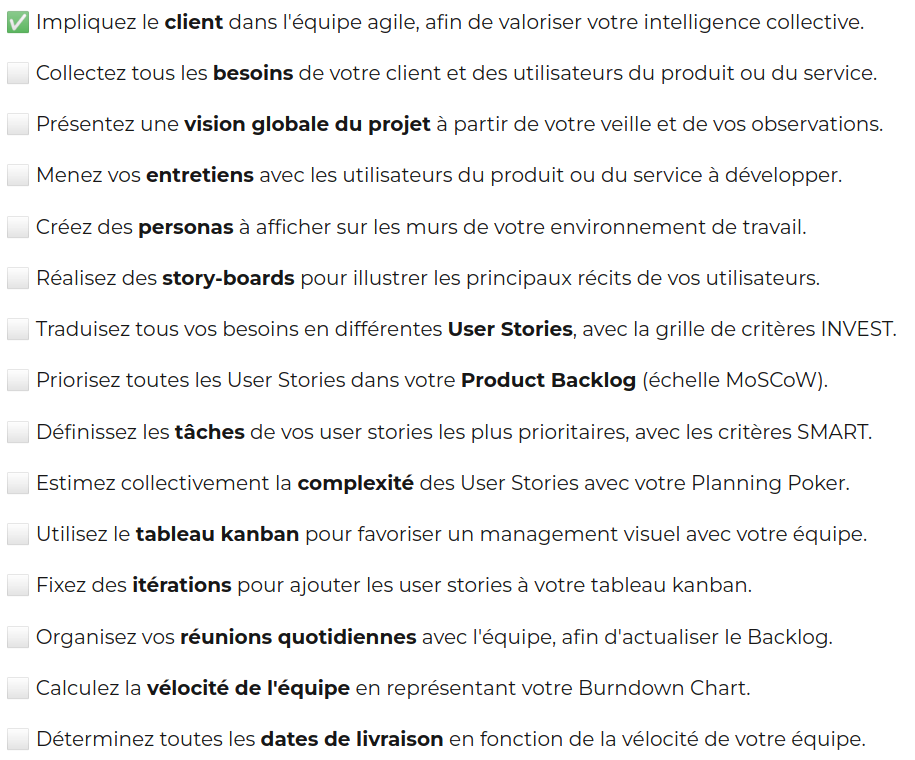 ✅ Impliquez le client dans l'équipe agile, afin de valoriser votre intelligence collective.
⬜ Collectez tous les besoins de votre client et des utilisateurs du produit ou du service.
⬜ Présentez une vision globale du projet à partir de votre veille et de vos observations.
⬜ Menez vos entretiens avec les utilisateurs du produit ou du service à développer.
⬜ Créez des personas à afficher sur les murs de votre environnement de travail.
⬜ Réalisez des story-boards pour illustrer les principaux récits de vos utilisateurs.
⬜ Traduisez tous vos besoins en différentes User Stories, avec la grille de critères INVEST.
⬜ Priorisez toutes les User Stories dans votre Product Backlog (échelle MoSCoW).
⬜ Définissez les tâches de vos user stories les plus prioritaires, avec les critères SMART.
⬜ Estimez collectivement la complexité des User Stories avec votre Planning Poker.
⬜ Utilisez le tableau kanban pour favoriser un management visuel avec votre équipe.
⬜ Fixez des itérations pour ajouter les user stories à votre tableau kanban.
⬜ Organisez vos réunions quotidiennes avec l'équipe, afin d'actualiser le Backlog.
⬜ Calculez la vélocité de l'équipe en représentant votre Burndown Chart.
⬜ Déterminez toutes les dates de livraison en fonction de la vélocité de votre équipe.